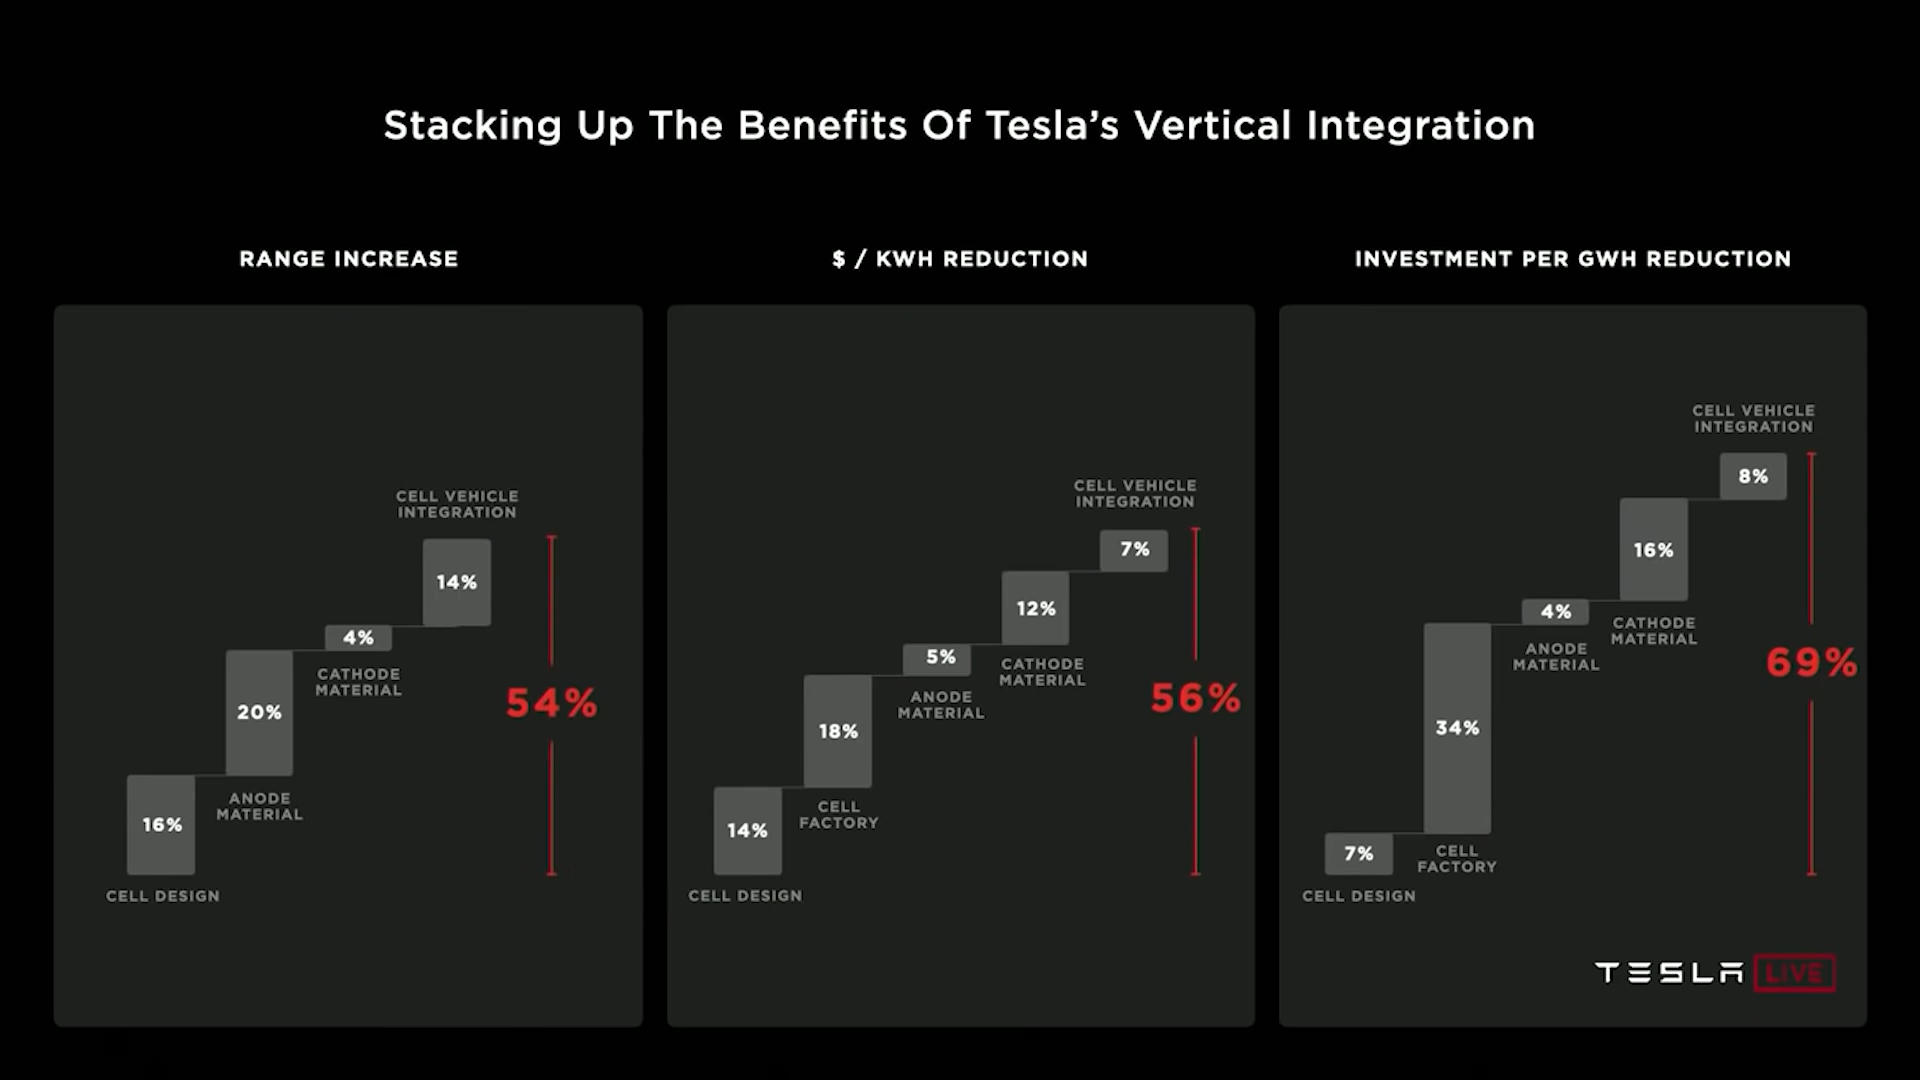 Stacking Up The Benefits Of Tesla's Vertical Integration
RANGE INCREASE
CELL VEHICLE
INTEGRATION
14%
4%
CATHODE
MATERIAL
20%
ANODE
MATERIAL
16%
CELL DESIGN
54%
$ / KWH REDUCTION
CELL VEHICLE
INTEGRATION
7%
12%
CATHODE
MATERIAL
5%
ANODE
MATERIAL
18%
CELL
FACTORY
14%
CELL DESIGN
56%
INVESTMENT PER GWH REDUCTION
CELL VEHICLE
INTEGRATION
8%
16%
CATHODE
MATERIAL
4%
ANODE
MATERIAL
34%
CELL
FACTORY
7%
CELL DESIGN
69%
TESLA LIVE